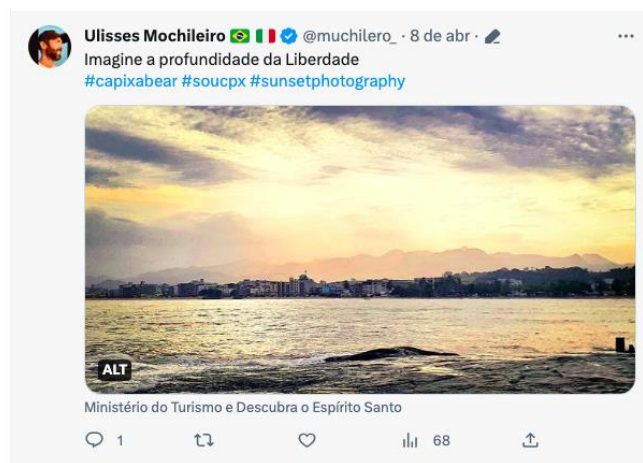 Ulisses Mochileiro 🇧🇷 🇮🇹 @muchilero_ · 8 de abr ·
Imagine a profundidade da Liberdade
#capixabear #soucpx #sunsetphotography
ALT
Ministério do Turismo e Descubra o Espírito Santo
1 68